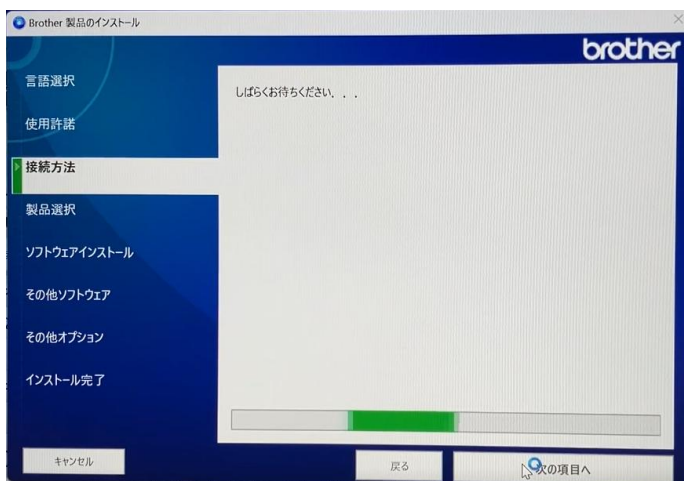 Brother 製品のインストール
brother
言語選択
使用許諾
接続方法
製品選択
ソフトウェアインストール
その他ソフトウェア
その他オプション
インストール完了
しばらくお待ちください．．．
キャンセル
戻る
次の項目へ